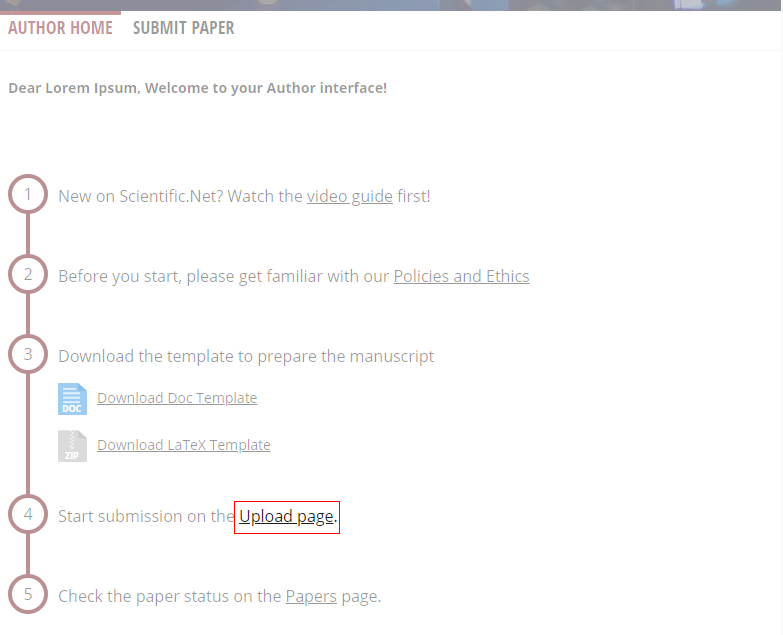 AUTHOR HOME SUBMIT PAPER
Dear Lorem Ipsum, Welcome to your Author interface!
1 New on Scientific.Net? Watch the video guide first!
2 Before you start, please get familiar with our Policies and Ethics
3 Download the template to prepare the manuscript
DOC Download Doc Template
ZIP Download LaTeX Template
4 Start submission on the Upload page.
5 Check the paper status on the Papers page.